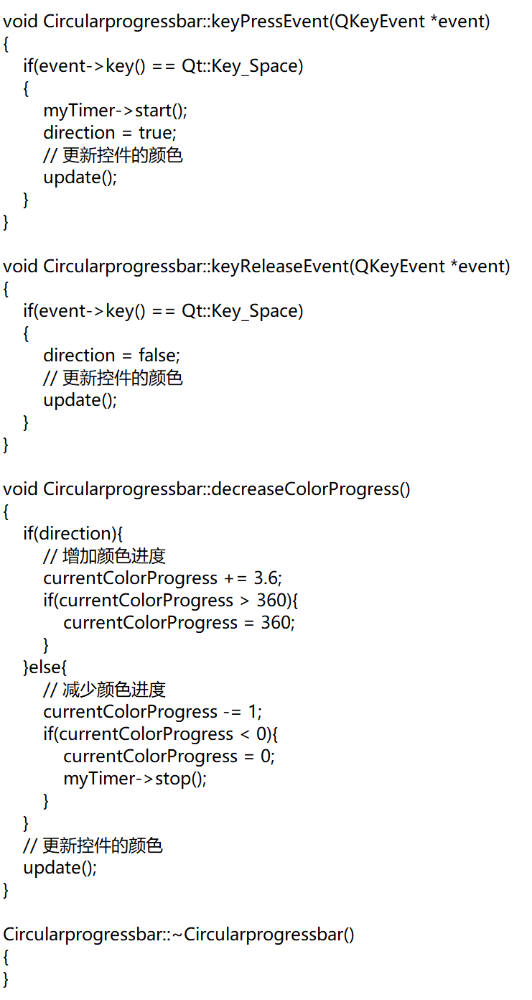 void Circularprogressbar::keyPressEvent(QKeyEvent *event)
{
    if(event->key() == Qt::Key_Space)
    {
        myTimer->start();
        direction = true;
        // 更新控件的颜色
        update();
    }
}

void Circularprogressbar::keyReleaseEvent(QKeyEvent *event)
{
    if(event->key() == Qt::Key_Space)
    {
        direction = false;
        // 更新控件的颜色
        update();
    }
}

void Circularprogressbar::decreaseColorProgress()
{
    if(direction){
        // 增加颜色进度
        currentColorProgress += 3.6;
        if(currentColorProgress > 360){
            currentColorProgress = 360;
        }
    }else{
        // 减少颜色进度
        currentColorProgress -= 1;
        if(currentColorProgress < 0){
            currentColorProgress = 0;
            myTimer->stop();
        }
    }
    // 更新控件的颜色
    update();
}

Circularprogressbar::~Circularprogressbar()
{
}